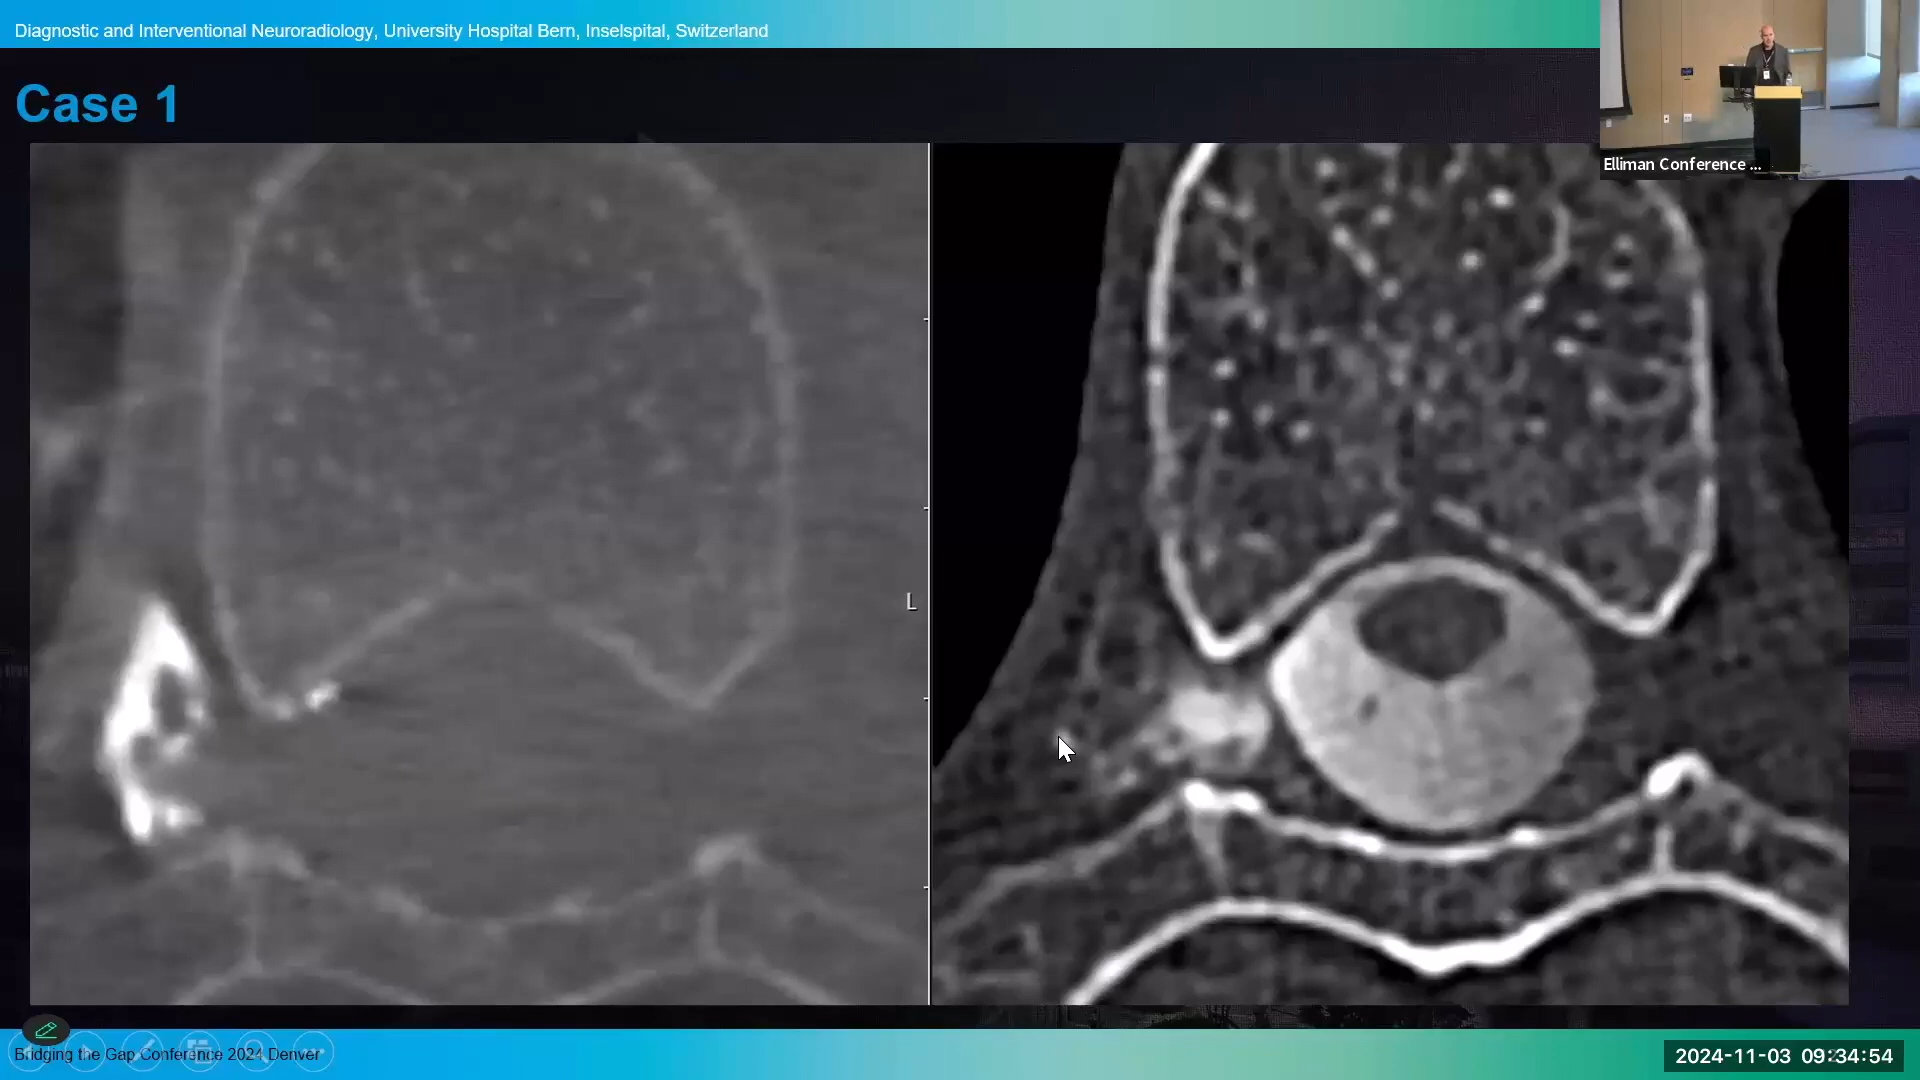 Diagnostic and Interventional Neuroradiology, University Hospital Bern, Inselspital, Switzerland
Case 1
Elliman Conference ...
L
Bridging the Gap Conference 2024 Denver
2024-11-03 09:34:54